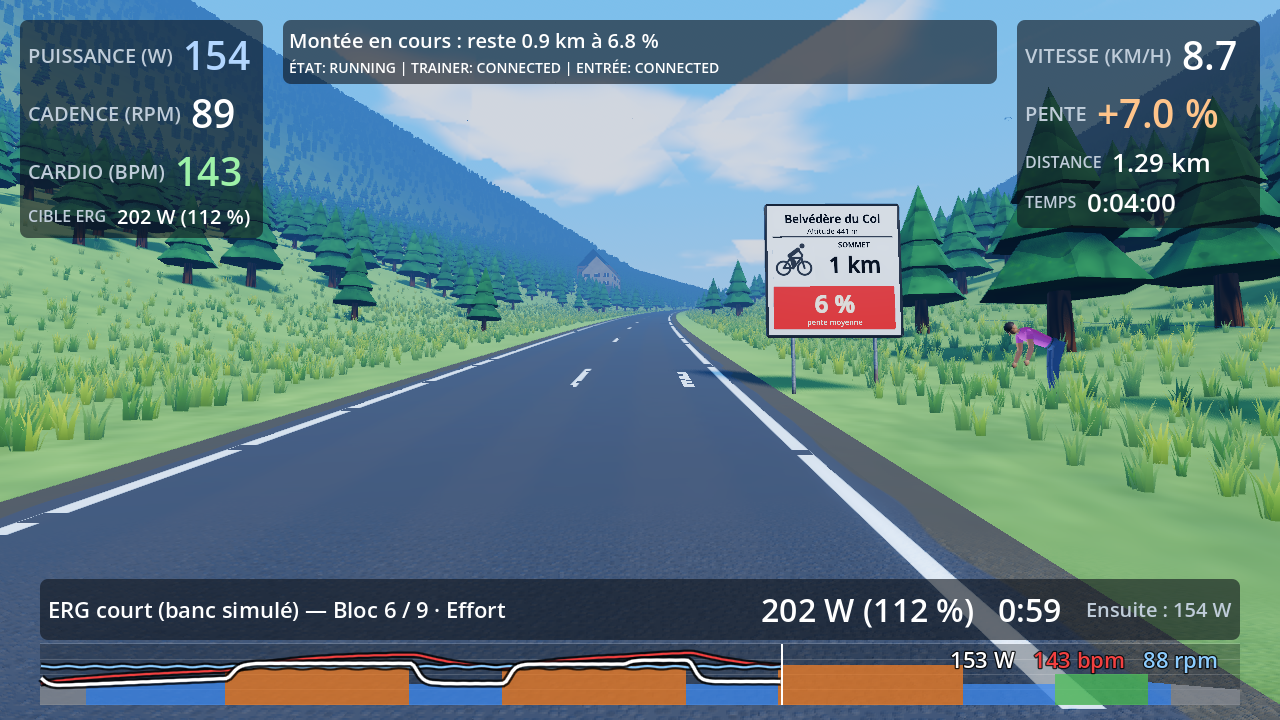 PUISSANCE (W) 154
CADENCE (RPM) 89
CARDIO (BPM) 143
CIBLE ERG 202 W (112 %)
Montée en cours : reste 0.9 km à 6.8 %
ÉTAT: RUNNING | TRAINER: CONNECTED | ENTRÉE: CONNECTED
VITESSE (KM/H) 8.7
PENTE +7.0 %
DISTANCE 1.29 km
TEMPS 0:04:00
Belvédère du Col
Altitude 441 m
SOMMET
1 km
6 %
pente moyenne
ERG court (banc simulé) — Bloc 6 / 9 · Effort
202 W (112 %) 0:59 Ensuite : 154 W
153 W 143 bpm 88 rpm